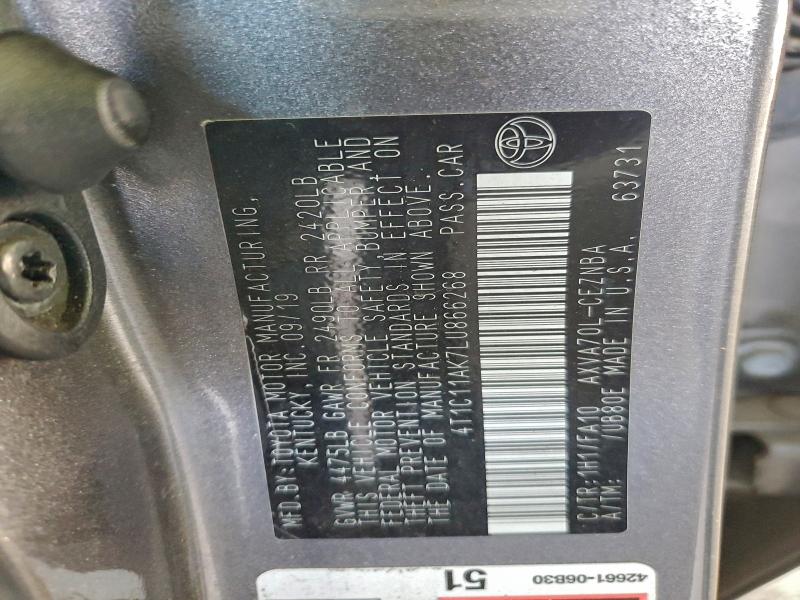 MFD.BY:TOYOTA MOTOR MANUFACTURING,
KENTUCKY, INC.09/19
GVWR 4475LB GAWR FR 2490LB RR 2420LB
THIS VEHICLE CONFORMS TO ALL APPLICABLE
FEDERAL MOTOR VEHICLE SAFETY BUMPER, AND
THEFT PREVENTION STANDARDS IN EFFECT ON
THE DATE OF MANUFACTURE SHOWN ABOVE.
4T1C11AK7LU866268 PASS.CAR
C/TR:1H1/FA10 AXVA70L-CEZNBA
A/TM: /UB80E MADE IN U.S.A. 63731
51
42661-06B30